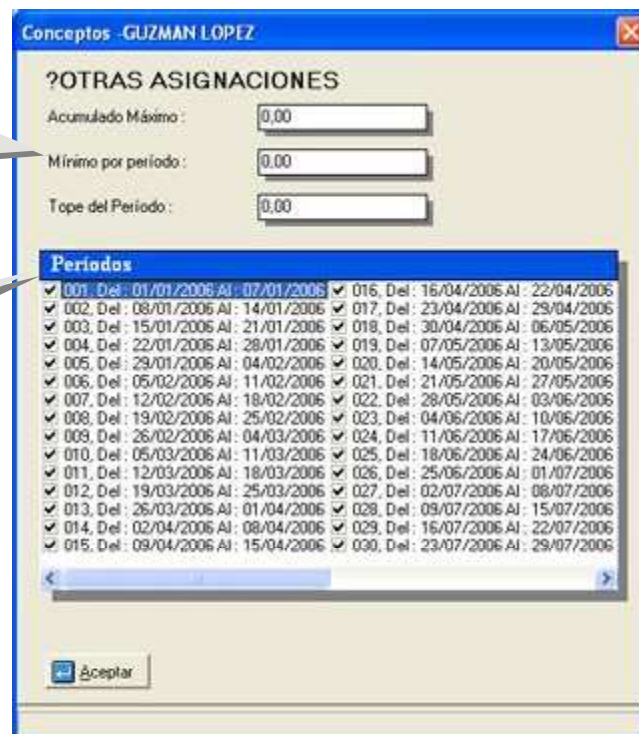 Conceptos -GUZMAN LOPEZ
?OTRAS ASIGNACIONES
Acumulado Máximo : 0,00
Mínimo por período : 0,00
Tope del Período : 0,00
Períodos
001, Del : 01/01/2006 Al : 07/01/2006 016, Del : 16/04/2006 Al : 22/04/2006
002, Del : 08/01/2006 Al : 14/01/2006 017, Del : 23/04/2006 Al : 29/04/2006
003, Del : 15/01/2006 Al : 21/01/2006 018, Del : 30/04/2006 Al : 06/05/2006
004, Del : 22/01/2006 Al : 28/01/2006 019, Del : 07/05/2006 Al : 13/05/2006
005, Del : 29/01/2006 Al : 04/02/2006 020, Del : 14/05/2006 Al : 20/05/2006
006, Del : 05/02/2006 Al : 11/02/2006 021, Del : 21/05/2006 Al : 27/05/2006
007, Del : 12/02/2006 Al : 18/02/2006 022, Del : 28/05/2006 Al : 03/06/2006
008, Del : 19/02/2006 Al : 25/02/2006 023, Del : 04/06/2006 Al : 10/06/2006
009, Del : 26/02/2006 Al : 04/03/2006 024, Del : 11/06/2006 Al : 17/06/2006
010, Del : 05/03/2006 Al : 11/03/2006 025, Del : 18/06/2006 Al : 24/06/2006
011, Del : 12/03/2006 Al : 18/03/2006 026, Del : 25/06/2006 Al : 01/07/2006
012, Del : 19/03/2006 Al : 25/03/2006 027, Del : 02/07/2006 Al : 08/07/2006
013, Del : 26/03/2006 Al : 01/04/2006 028, Del : 09/07/2006 Al : 15/07/2006
014, Del : 02/04/2006 Al : 08/04/2006 029, Del : 16/07/2006 Al : 22/07/2006
015, Del : 09/04/2006 Al : 15/04/2006 030, Del : 23/07/2006 Al : 29/07/2006
Aceptar